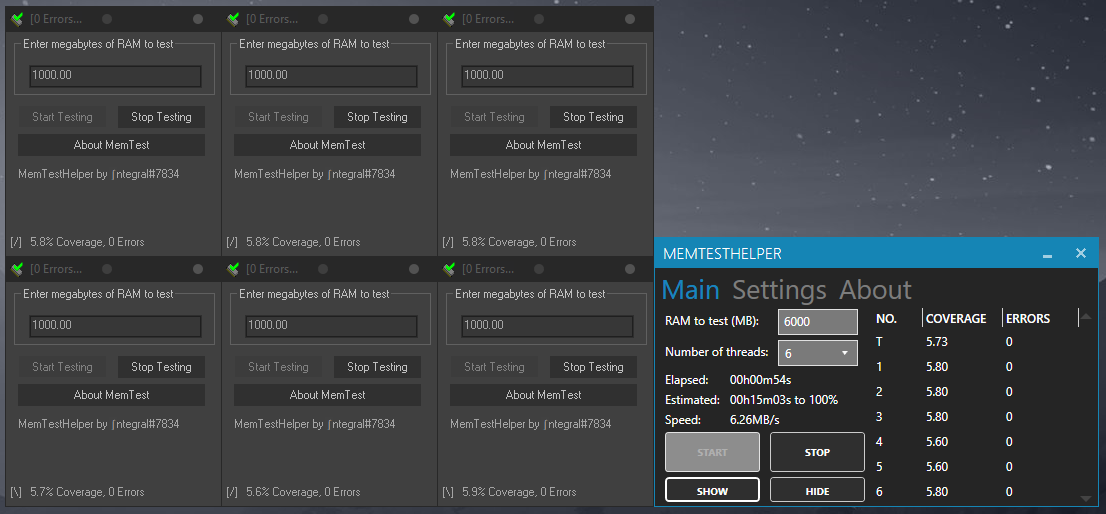 [0 Errors...
Enter megabytes of RAM to test
1000.00
Start Testing Stop Testing
About MemTest
MemTestHelper by ∫ntegral#7834
[/] 5.8% Coverage, 0 Errors
[0 Errors...
Enter megabytes of RAM to test
1000.00
Start Testing Stop Testing
About MemTest
MemTestHelper by ∫ntegral#7834
[/] 5.8% Coverage, 0 Errors
[0 Errors...
Enter megabytes of RAM to test
1000.00
Start Testing Stop Testing
About MemTest
MemTestHelper by ∫ntegral#7834
[/] 5.8% Coverage, 0 Errors
[0 Errors...
Enter megabytes of RAM to test
1000.00
Start Testing Stop Testing
About MemTest
MemTestHelper by ∫ntegral#7834
[\] 5.7% Coverage, 0 Errors
[0 Errors...
Enter megabytes of RAM to test
1000.00
Start Testing Stop Testing
About MemTest
MemTestHelper by ∫ntegral#7834
[/] 5.6% Coverage, 0 Errors
[0 Errors...
Enter megabytes of RAM to test
1000.00
Start Testing Stop Testing
About MemTest
MemTestHelper by ∫ntegral#7834
[\] 5.9% Coverage, 0 Errors
MEMTESTHELPER
Main Settings About
RAM to test (MB): 6000
Number of threads: 6
Elapsed: 00h00m54s
Estimated: 00h15m03s to 100%
Speed: 6.26MB/s
START STOP
SHOW HIDE
NO. COVERAGE ERRORS
T 5.73 0
1 5.80 0
2 5.80 0
3 5.80 0
4 5.60 0
5 5.60 0
6 5.80 0